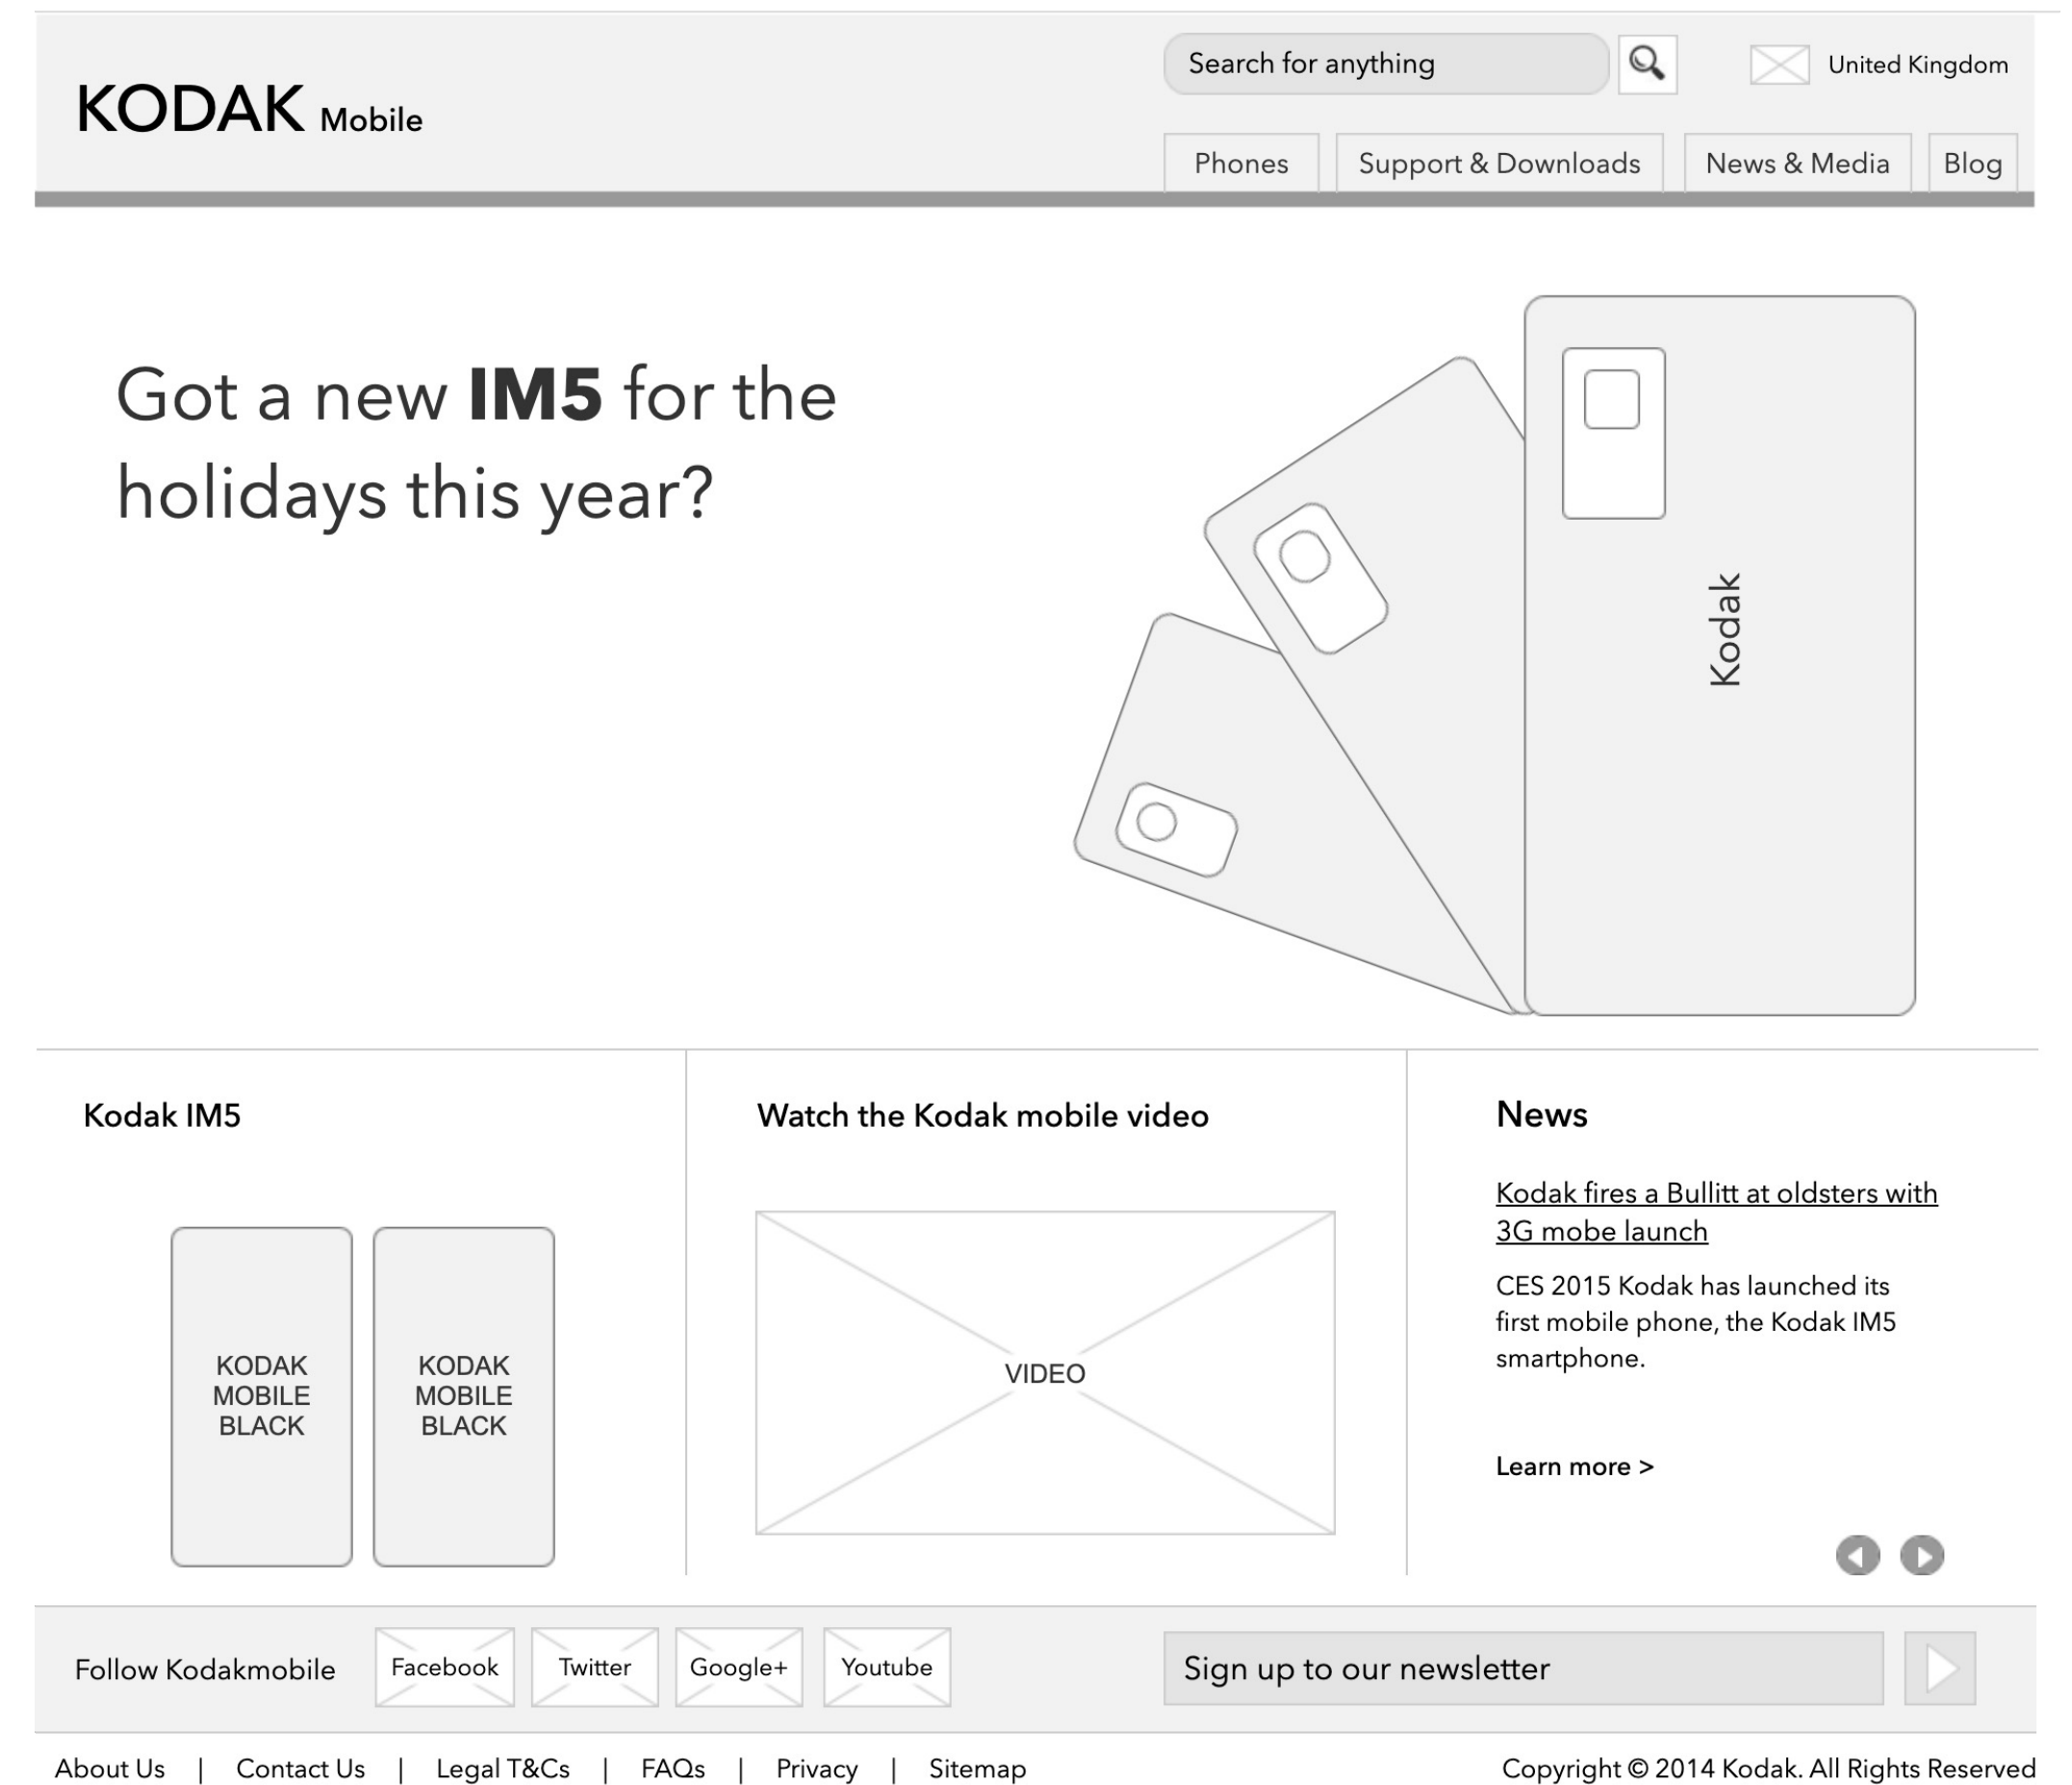 KODAK Mobile
Search for anything
United Kingdom
Phones
Support & Downloads
News & Media
Blog
Got a new IM5 for the
holidays this year?
Kodak
Kodak IM5
KODAK
MOBILE
BLACK
KODAK
MOBILE
BLACK
Watch the Kodak mobile video
VIDEO
News
Kodak fires a Bullitt at oldsters with
3G mobe launch
CES 2015 Kodak has launched its
first mobile phone, the Kodak IM5
smartphone.
Learn more >
Follow Kodakmobile
Facebook
Twitter
Google+
Youtube
Sign up to our newsletter
About Us | Contact Us | Legal T&Cs | FAQs | Privacy | Sitemap
Copyright © 2014 Kodak. All Rights Reserved